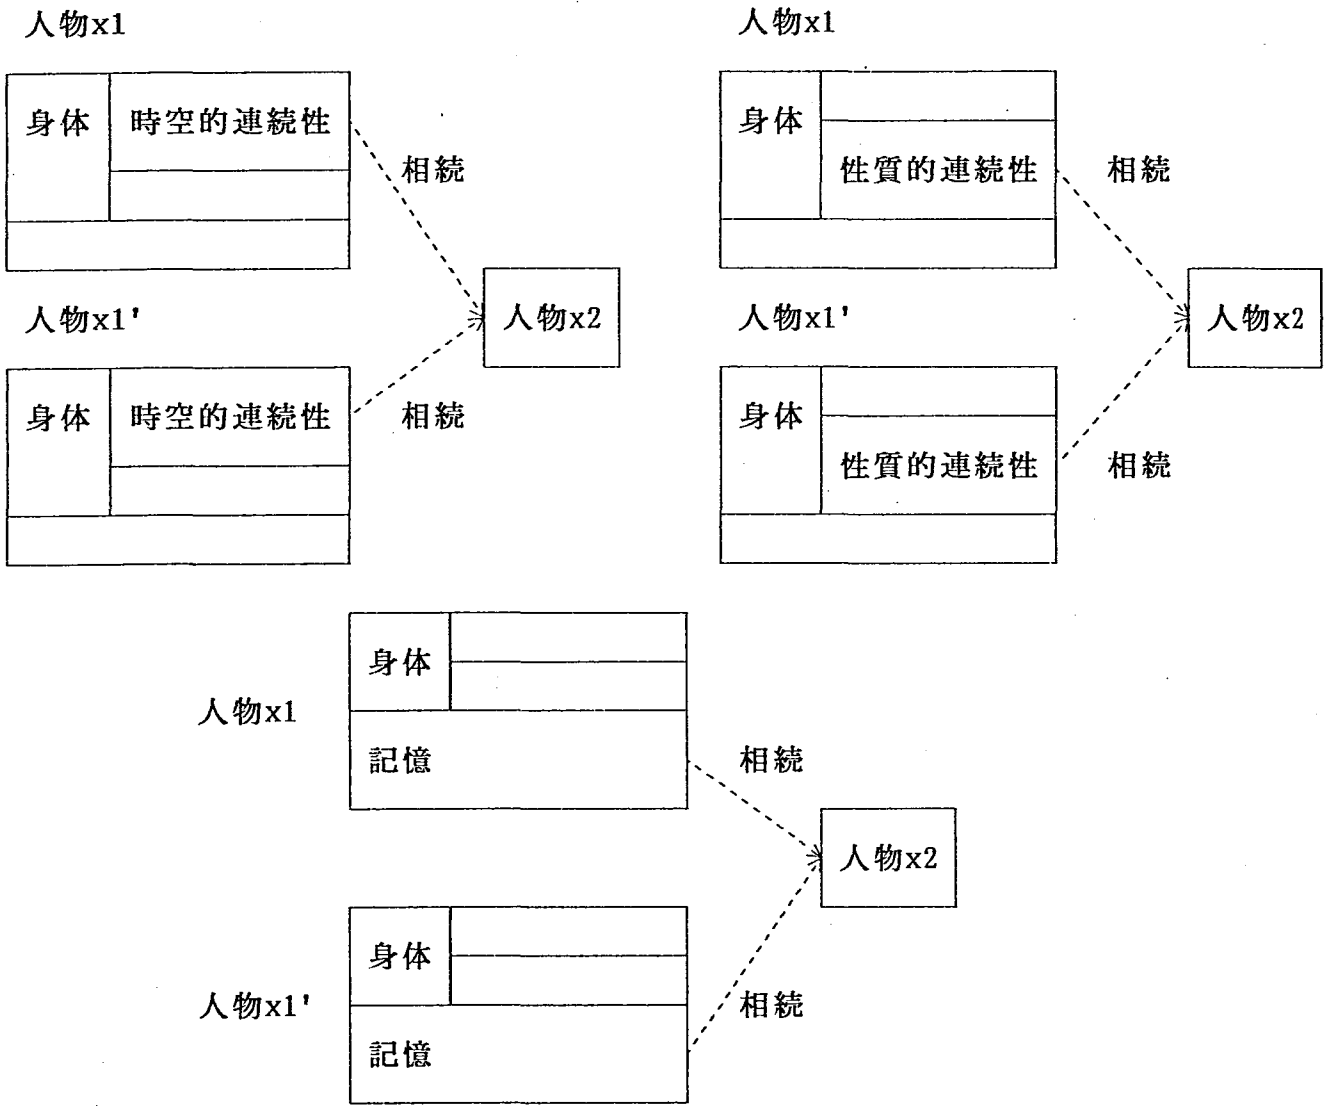 人物x1
身体
時空的連続性
相続
人物x1'
身体
時空的連続性
相続
人物x2
人物x1
身体
性質的連続性
相続
人物x1'
身体
性質的連続性
相続
人物x2
人物x1
身体
記憶
相続
人物x1'
身体
記憶
相続
人物x2